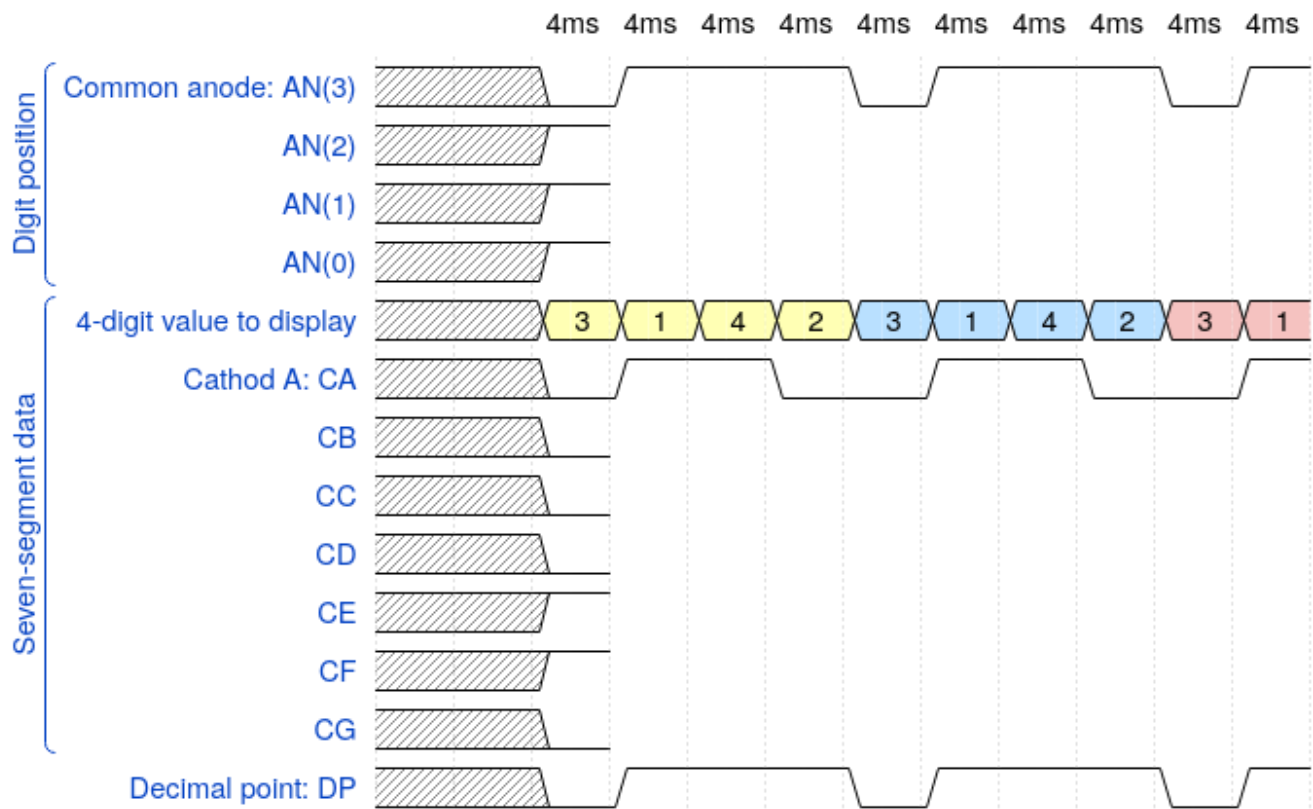 4ms 4ms 4ms 4ms 4ms 4ms 4ms 4ms 4ms 4ms
Digit position
Common anode: AN(3)
AN(2)
AN(1)
AN(0)
Seven-segment data
4-digit value to display 3 1 4 2 3 1 4 2 3 1
Cathod A: CA
CB
CC
CD
CE
CF
CG
Decimal point: DP